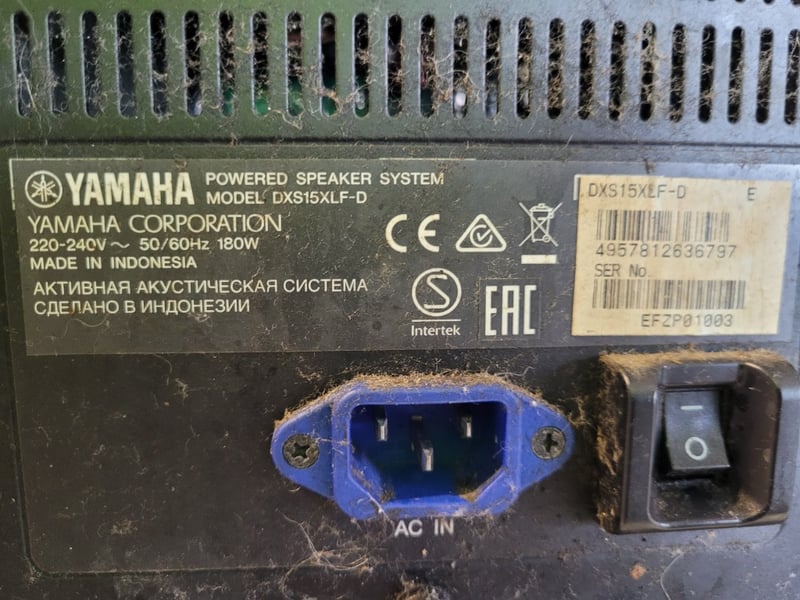 YAMAHA POWERED SPEAKER SYSTEM
MODEL DXS15XLF-D
YAMAHA CORPORATION
220-240V ~ 50/60Hz 180W
MADE IN INDONESIA
АКТИВНАЯ АКУСТИЧЕСКАЯ СИСТЕМА
СДЕЛАНО В ИНДОНЕЗИИ
CE
S
Intertek
EAC
DXS15XLF-D E
4957812636797
SER No.
EFZP01003
AC IN